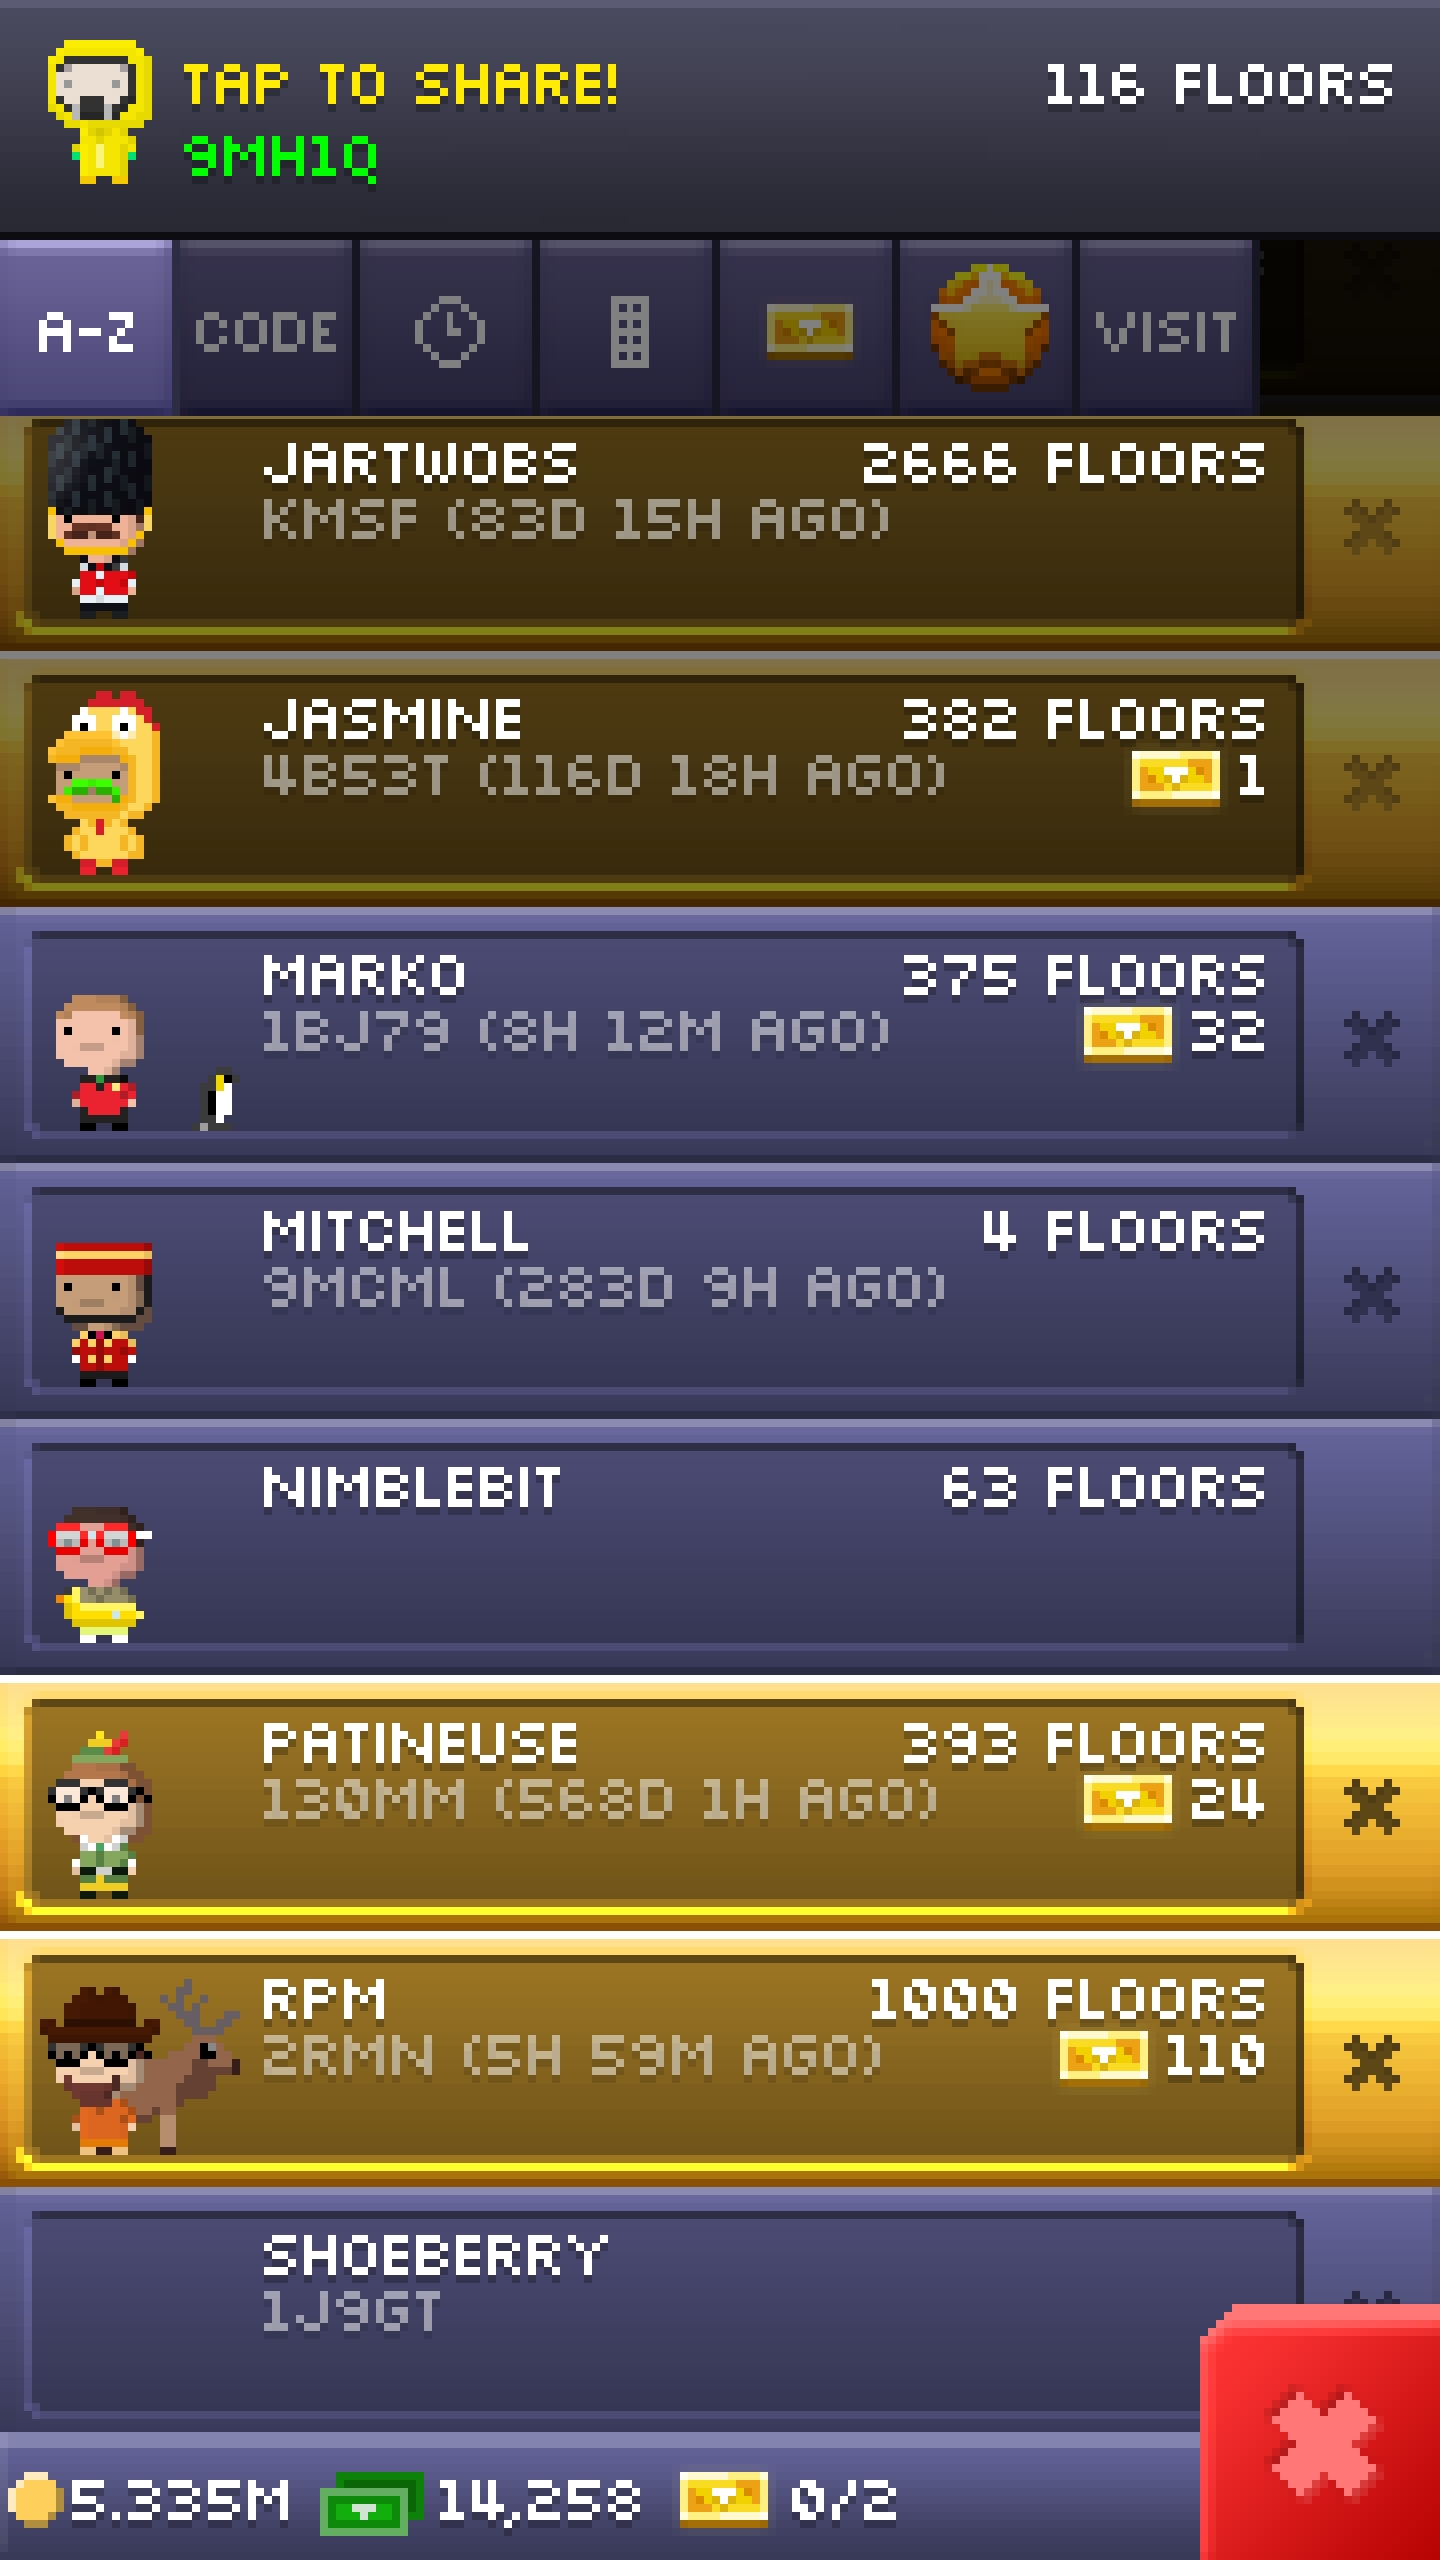 TAP TO SHARE! 116 FLOORS
9MH1Q
A-Z CODE VISIT
JARTWOBS 2666 FLOORS
KMSF (83D 15H AGO)
JASMINE 382 FLOORS
4B53T (116D 18H AGO) 1
MARKO 375 FLOORS
1BJ79 (8H 12M AGO) 32
MITCHELL 4 FLOORS
9MCML (283D 9H AGO)
NIMBLEBIT 63 FLOORS
PATINEUSE 393 FLOORS
130MM (568D 1H AGO) 24
RPM 1000 FLOORS
2RMN (5H 59M AGO) 110
SHOEBERRY
1J9GT
5.335M 14,258 0/2